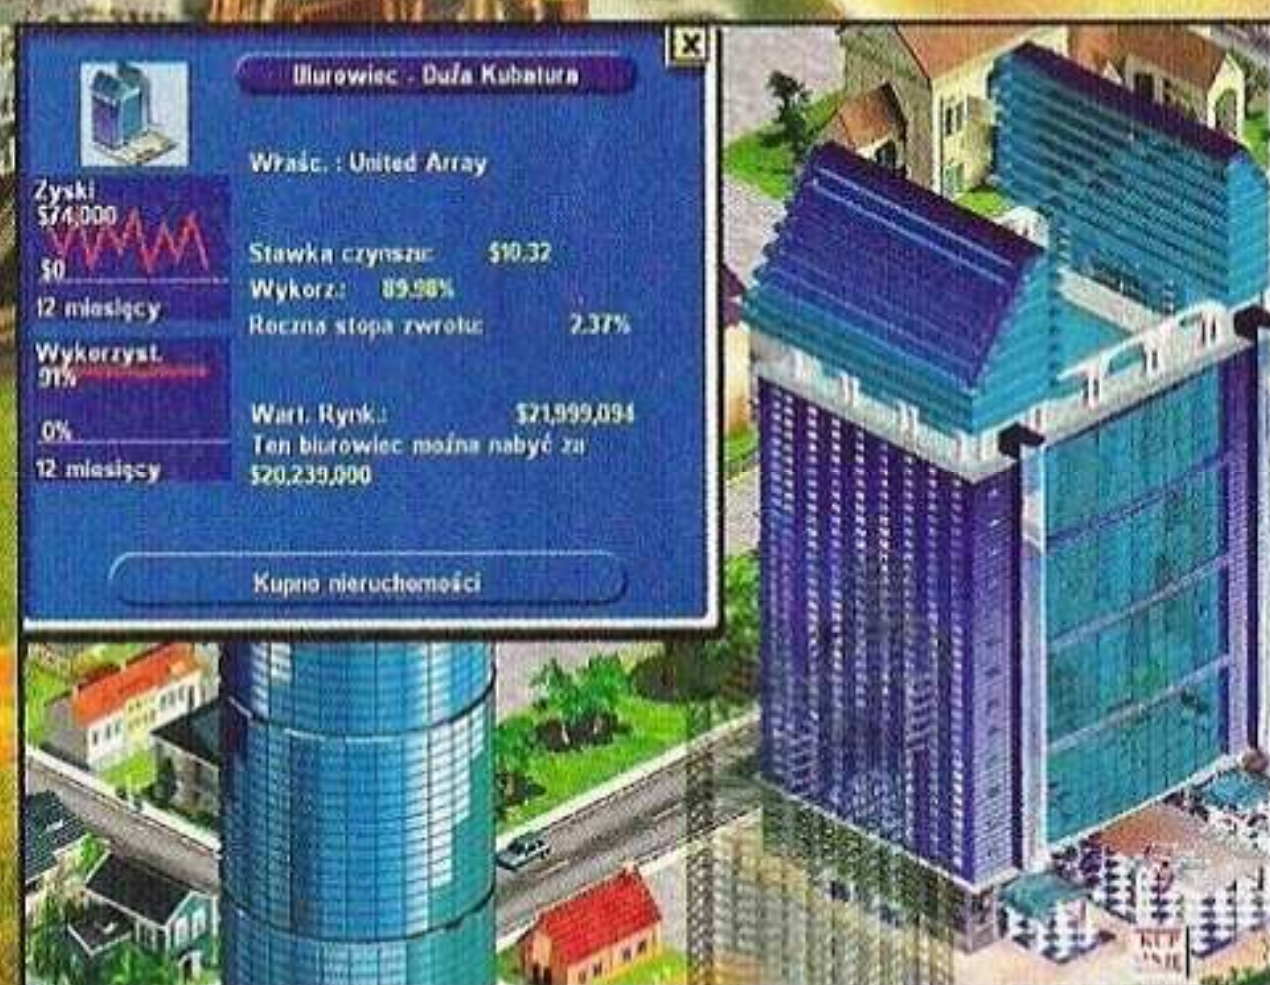 X
Biurowiec - Duża Kubatura
Właśc. : United Array
Zyski
$74,000
$0
12 miesięcy
Stawka czynszu: $10.32
Wykorz.: 89.98%
Roczna stopa zwrotu: 2.37%
Wykorzyst.
91%
0%
12 miesięcy
Wart. Rynk.: $21,999,094
Ten biurowiec można nabyć za
$20,239,000
Kupno nieruchomości